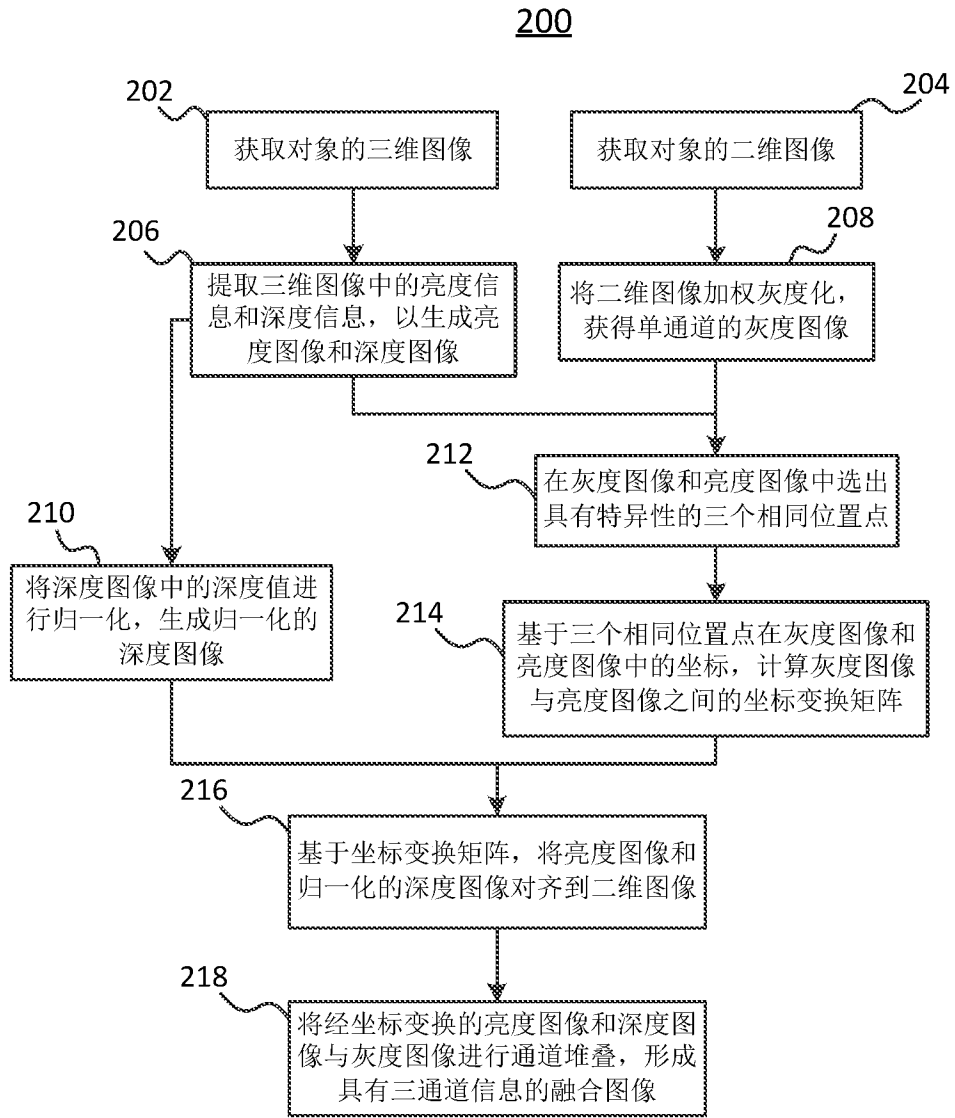 200
202
获取对象的三维图像
204
获取对象的二维图像
206
提取三维图像中的亮度信
息和深度信息，以生成亮
度图像和深度图像
208
将二维图像加权灰度化，
获得单通道的灰度图像
212
在灰度图像和亮度图像中选出
具有特异性的三个相同位置点
210
将深度图像中的深度值进
行归一化，生成归一化的
深度图像
214
基于三个相同位置点在灰度图像和
亮度图像中的坐标，计算灰度图像
与亮度图像之间的坐标变换矩阵
216
基于坐标变换矩阵，将亮度图像和
归一化的深度图像对齐到二维图像
218
将经坐标变换的亮度图像和深度图
像与灰度图像进行通道堆叠，形成
具有三通道信息的融合图像